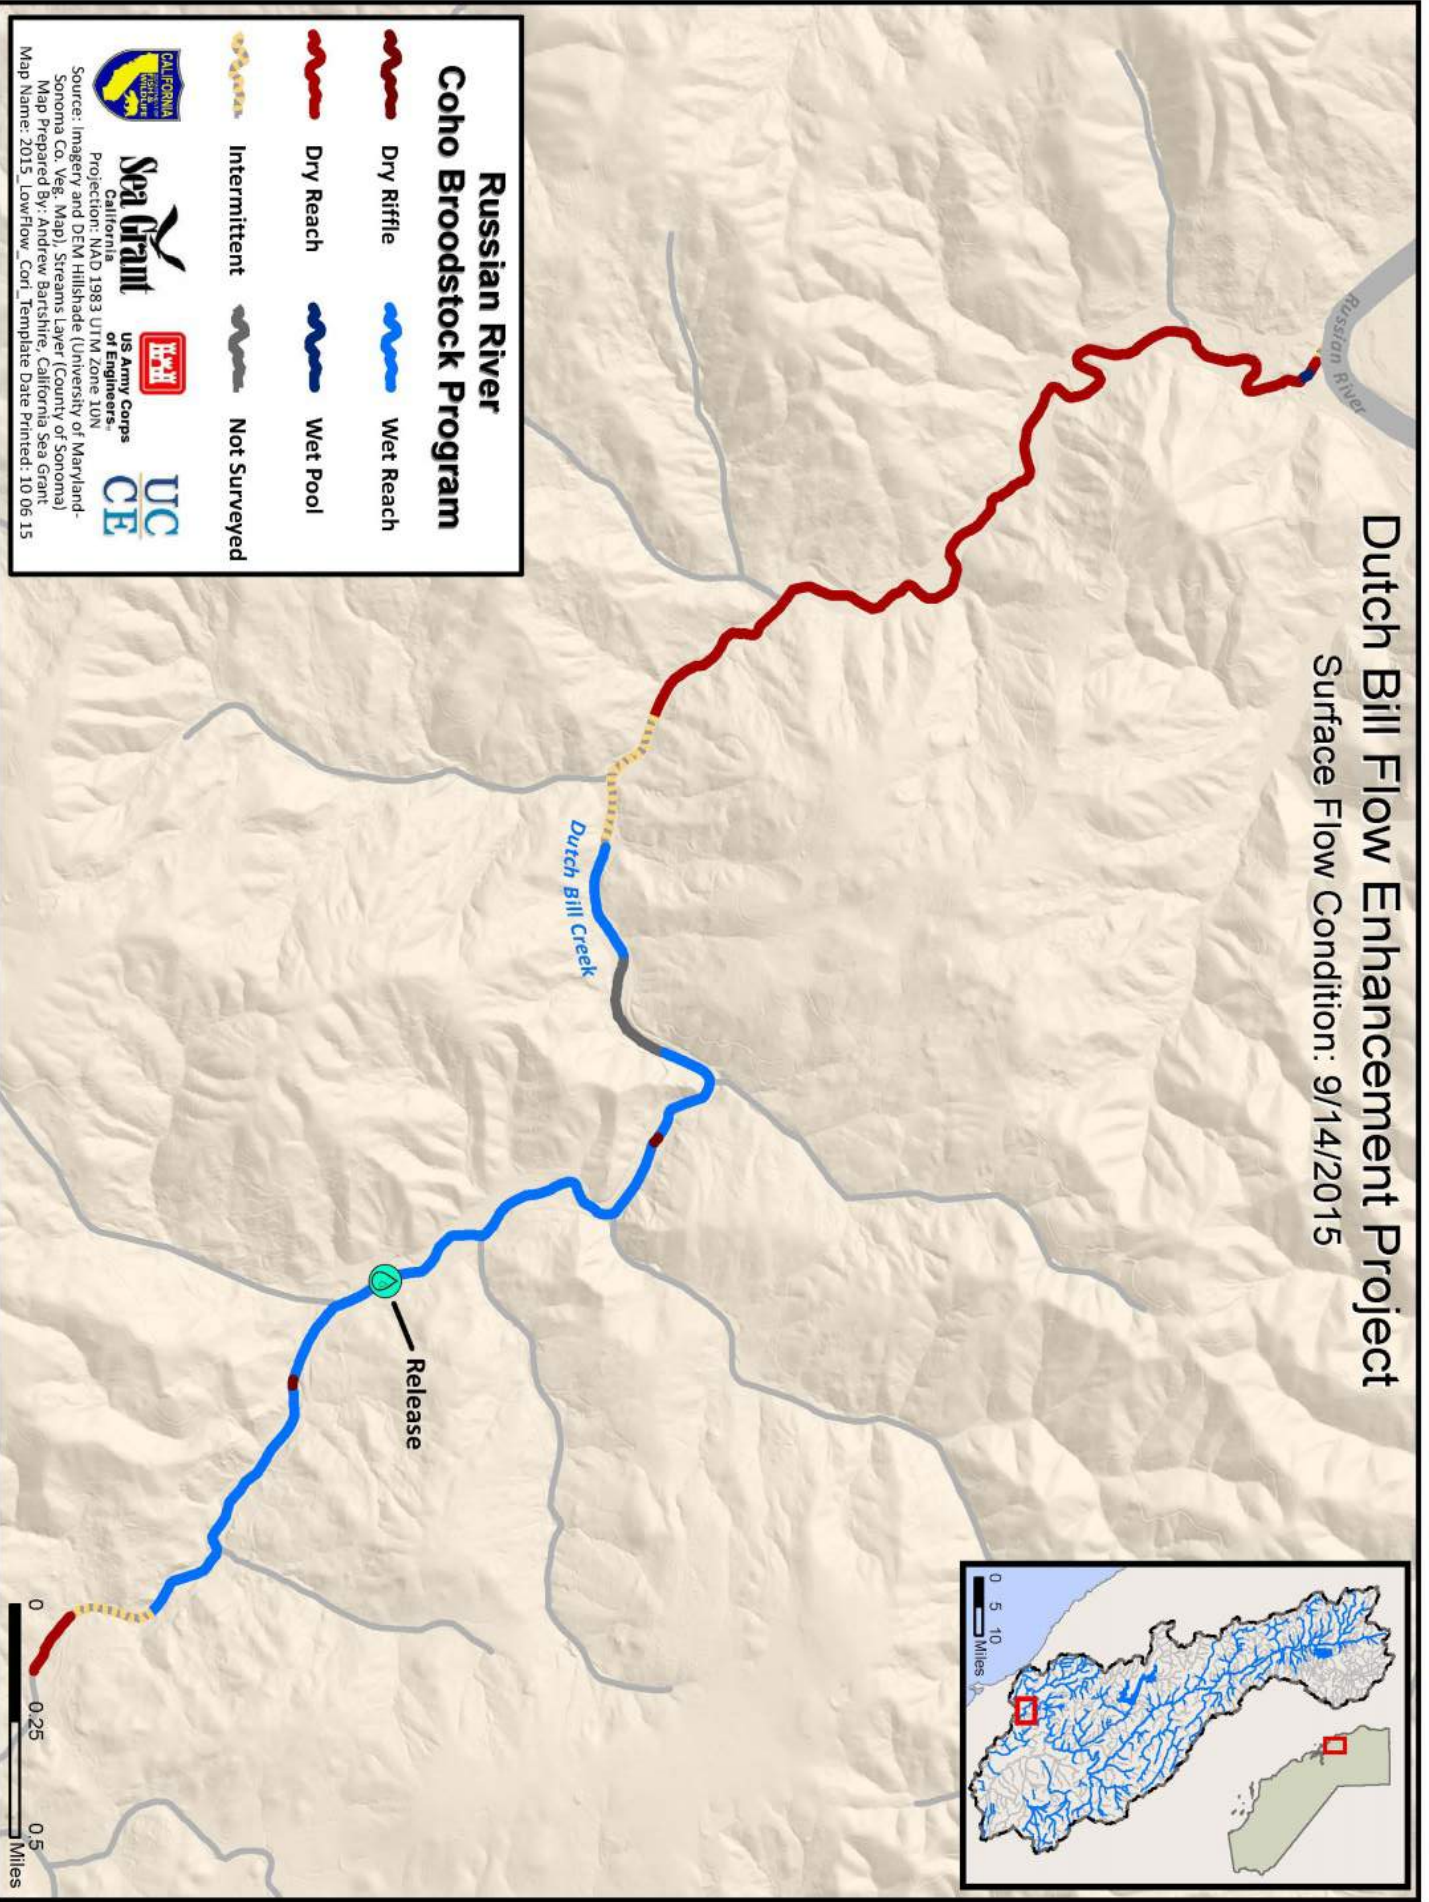 Dutch Bill Flow Enhancement Project
Surface Flow Condition: 9/14/2015
Russian River
Dutch Bill Creek
Release
0 5 10
Miles
Russian River
Coho Broodstock Program
Dry Riffle
Wet Reach
Dry Reach
Wet Pool
Intermittent
Not Surveyed
CALIFORNIA
FISH &
WILDLIFE
Sea Grant
California
US Army Corps
of Engineers®
UC
CE
Projection: NAD 1983 UTM Zone 10N
Source: Imagery and DEM Hillshade (University of Maryland-
Sonoma Co. Veg. Map), Streams Layer (County of Sonoma)
Map Prepared By: Andrew Bartshire, California Sea Grant
Map Name: 2015_LowFlow_Cori_Template Date Printed: 10 06 15
0 0.25 0.5
Miles